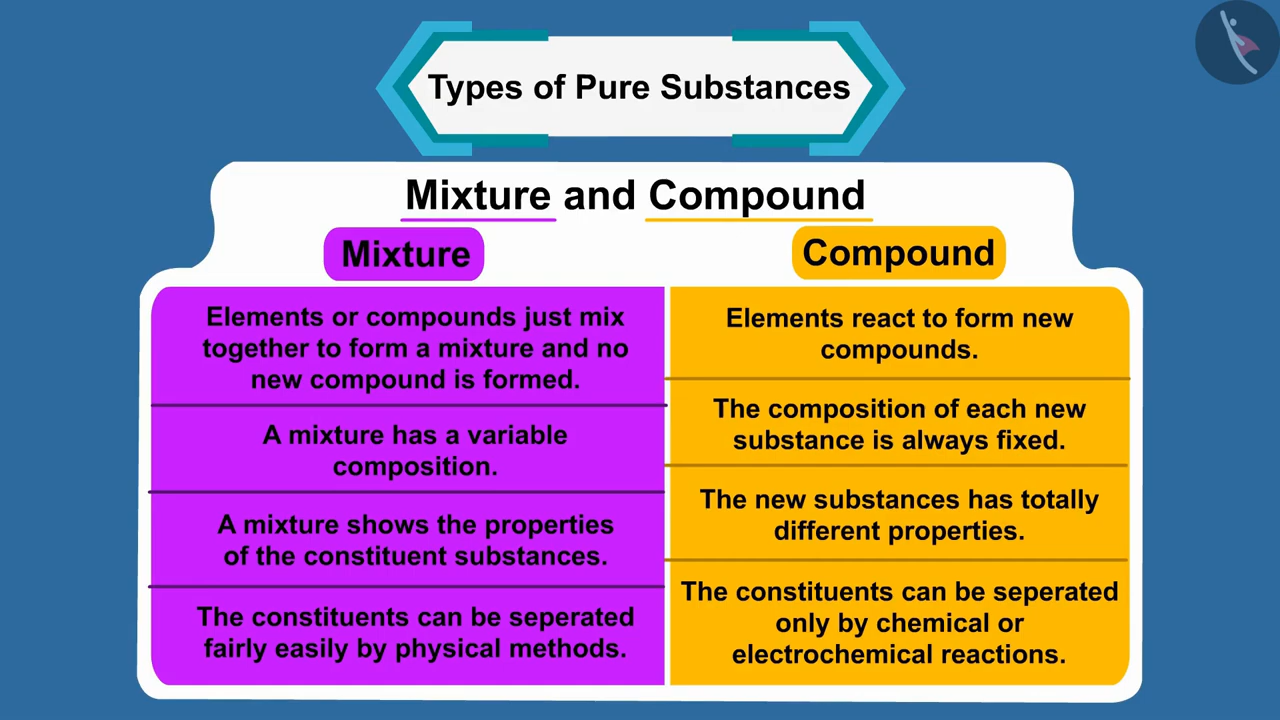 Types of Pure Substances
Mixture and Compound
Mixture
Elements or compounds just mix
together to form a mixture and no
new compound is formed.
A mixture has a variable
composition.
A mixture shows the properties
of the constituent substances.
The constituents can be seperated
fairly easily by physical methods.
Compound
Elements react to form new
compounds.
The composition of each new
substance is always fixed.
The new substances has totally
different properties.
The constituents can be seperated
only by chemical or
electrochemical reactions.